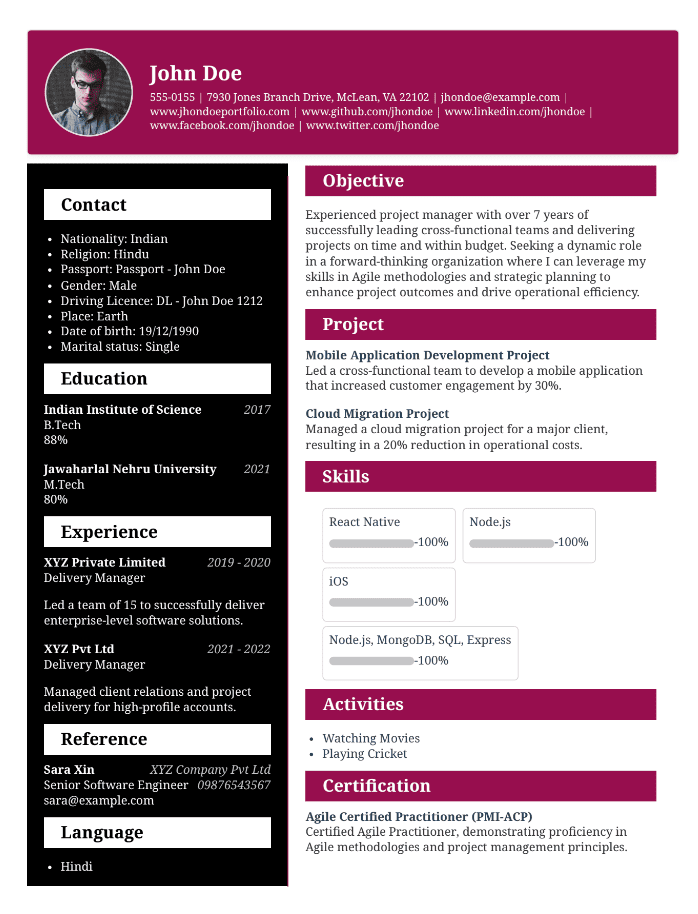 John Doe
555-0155 | 7930 Jones Branch Drive, McLean, VA 22102 | jhondoe@example.com |
www.jhondoeportfolio.com | www.github.com/jhondoe | www.linkedin.com/jhondoe |
www.facebook.com/jhondoe | www.twitter.com/jhondoe
Contact
• Nationality: Indian
• Religion: Hindu
• Passport: Passport - John Doe
• Gender: Male
• Driving Licence: DL - John Doe 1212
• Place: Earth
• Date of birth: 19/12/1990
• Marital status: Single
Education
Indian Institute of Science 2017
B.Tech
88%
Jawaharlal Nehru University 2021
M.Tech
80%
Experience
XYZ Private Limited 2019 - 2020
Delivery Manager
Led a team of 15 to successfully deliver
enterprise-level software solutions.
XYZ Pvt Ltd 2021 - 2022
Delivery Manager
Managed client relations and project
delivery for high-profile accounts.
Reference
Sara Xin XYZ Company Pvt Ltd
Senior Software Engineer 09876543567
sara@example.com
Language
• Hindi
Objective
Experienced project manager with over 7 years of
successfully leading cross-functional teams and delivering
projects on time and within budget. Seeking a dynamic role
in a forward-thinking organization where I can leverage my
skills in Agile methodologies and strategic planning to
enhance project outcomes and drive operational efficiency.
Project
Mobile Application Development Project
Led a cross-functional team to develop a mobile application
that increased customer engagement by 30%.
Cloud Migration Project
Managed a cloud migration project for a major client,
resulting in a 20% reduction in operational costs.
Skills
React Native
-100%
Node.js
-100%
iOS
-100%
Node.js, MongoDB, SQL, Express
-100%
Activities
• Watching Movies
• Playing Cricket
Certification
Agile Certified Practitioner (PMI-ACP)
Certified Agile Practitioner, demonstrating proficiency in
Agile methodologies and project management principles.